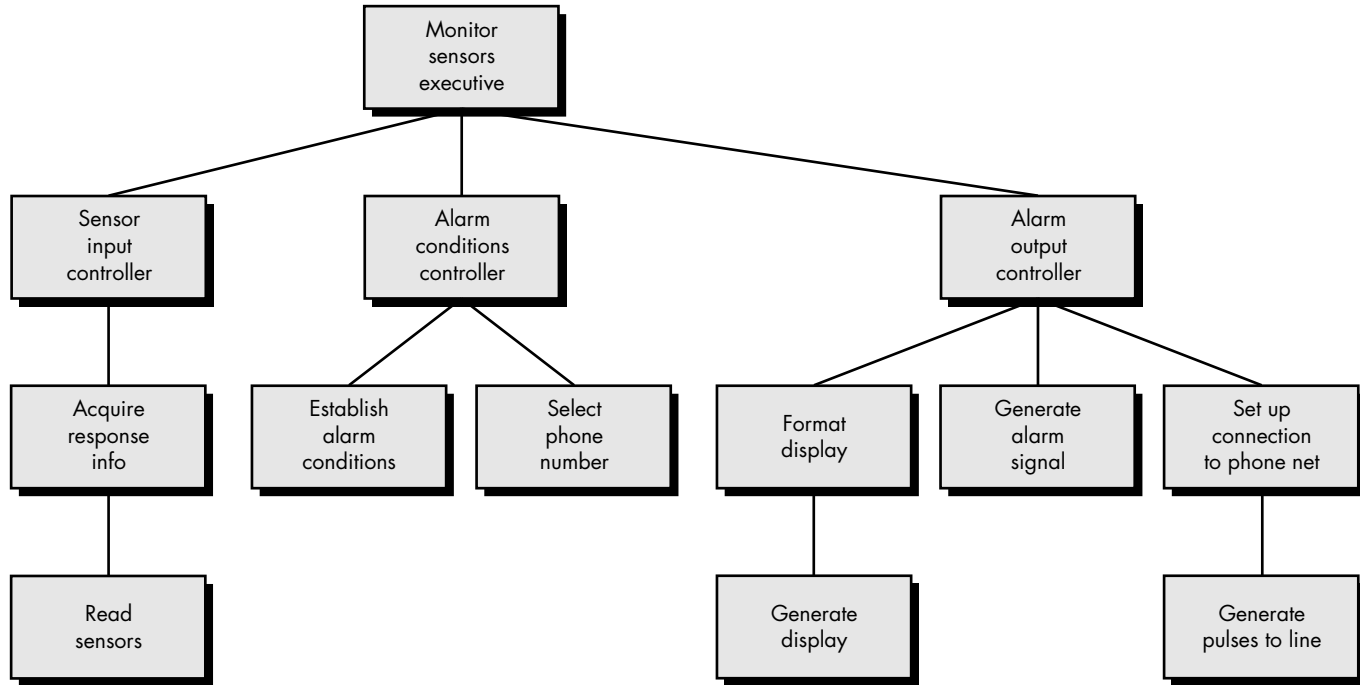 Monitor
sensors
executive
Sensor
input
controller
Alarm
conditions
controller
Alarm
output
controller
Acquire
response
info
Establish
alarm
conditions
Select
phone
number
Format
display
Generate
alarm
signal
Set up
connection
to phone net
Read
sensors
Generate
display
Generate
pulses to line